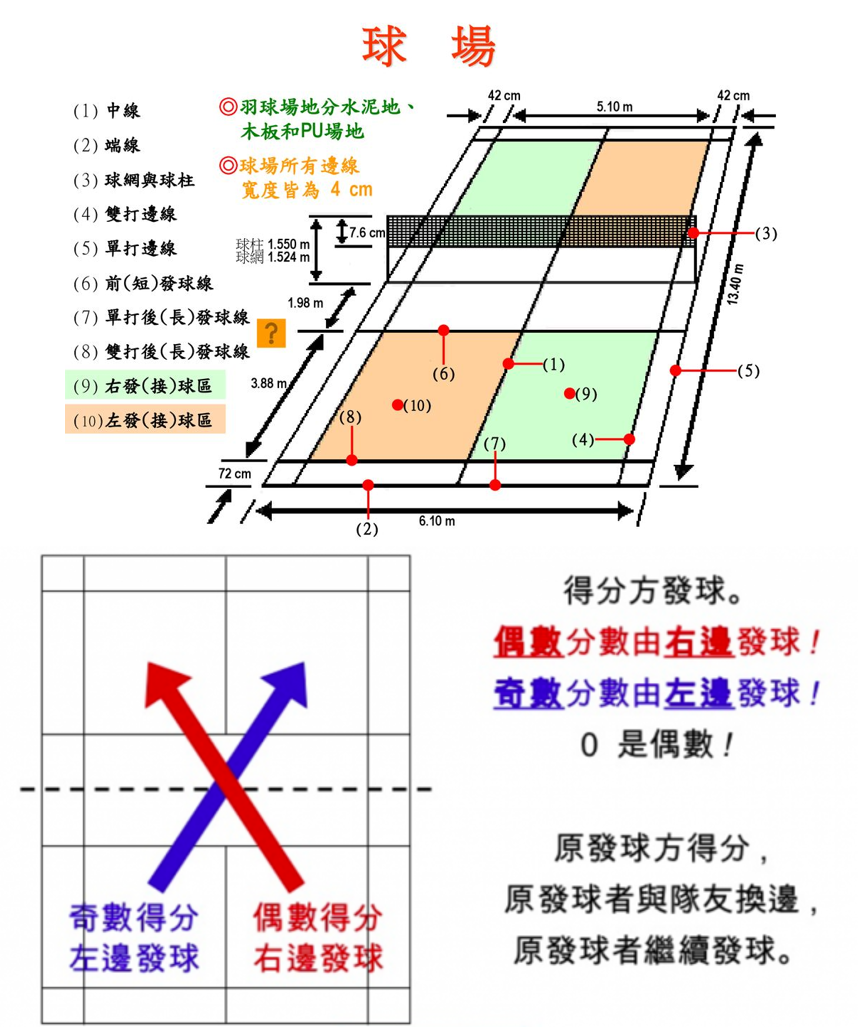 球 場
42 cm
5.10 m
42 cm
(1) 中線
(2) 端線
(3) 球網與球柱
(4) 雙打邊線
(5) 單打邊線
(6) 前(短)發球線
(7) 單打後(長)發球線
(8) 雙打後(長)發球線
(9) 右發(接)球區
(10)左發(接)球區
◎羽球場地分水泥地、
木板和PU場地
◎球場所有邊線
寬度皆為 4 cm
?
7.6 cm
球柱 1.550 m
球網 1.524 m
1.98 m
3.88 m
72 cm
6.10 m
13.40 m
(3)
(1)
(5)
(6)
(9)
(10)
(8)
(4)
(7)
(2)
奇數得分
左邊發球
偶數得分
右邊發球
得分方發球。
偶數分數由右邊發球!
奇數分數由左邊發球!
0 是偶數!
原發球方得分,
原發球者與隊友換邊,
原發球者繼續發球。